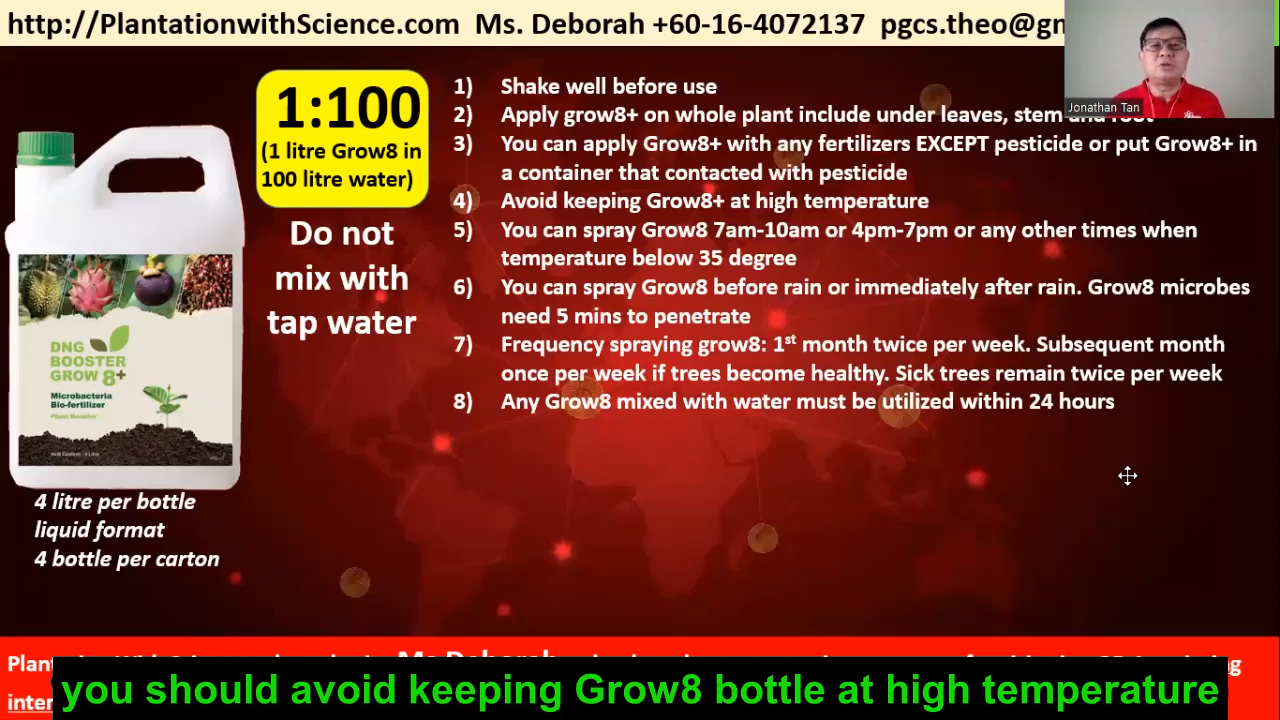 http://PlantationwithScience.com Ms. Deborah +60-16-4072137 pgcs.theo@gm
Jonathan Tan
1:100
(1 litre Grow8 in
100 litre water)
Do not
mix with
tap water
1) Shake well before use
2) Apply grow8+ on whole plant include under leaves, stem and root
3) You can apply Grow8+ with any fertilizers EXCEPT pesticide or put Grow8+ in
a container that contacted with pesticide
4) Avoid keeping Grow8+ at high temperature
5) You can spray Grow8 7am-10am or 4pm-7pm or any other times when
temperature below 35 degree
6) You can spray Grow8 before rain or immediately after rain. Grow8 microbes
need 5 mins to penetrate
7) Frequency spraying grow8: 1st month twice per week. Subsequent month
once per week if trees become healthy. Sick trees remain twice per week
8) Any Grow8 mixed with water must be utilized within 24 hours
DNG
BOOSTER
GROW 8+
Microbacteria
Bio-fertilizer
Plant Booster
4 litre per bottle
liquid format
4 bottle per carton
you should avoid keeping Grow8 bottle at high temperature